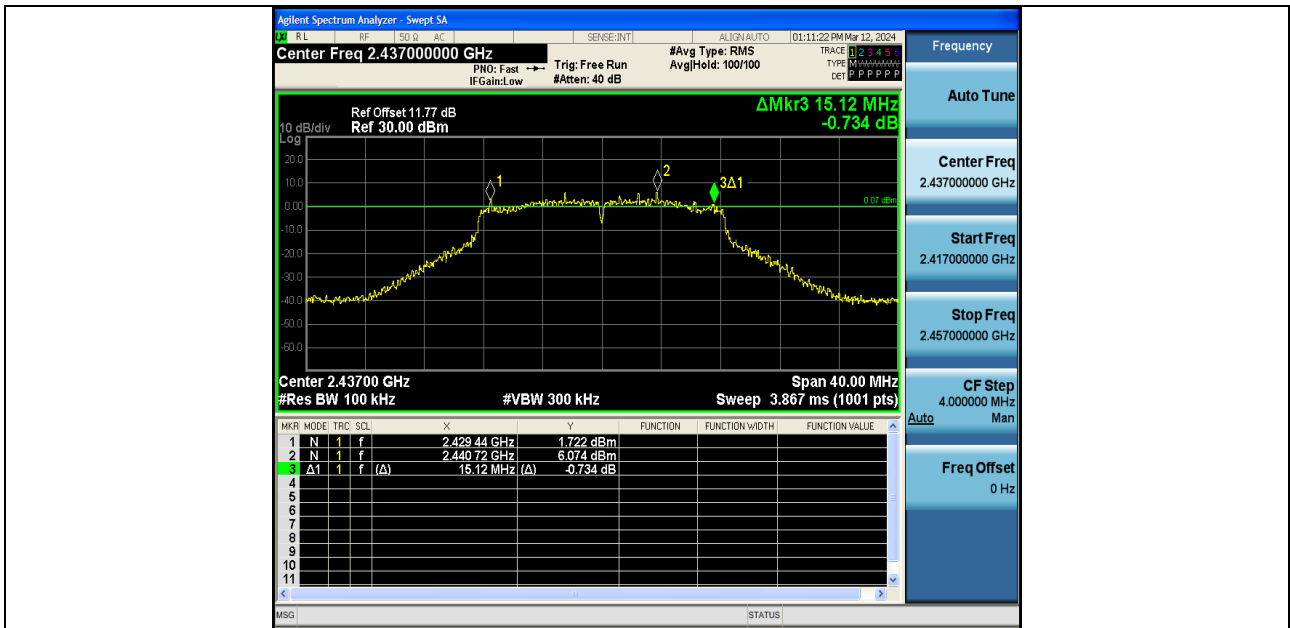 Agilent Spectrum Analyzer - Swept SA
LXI RL RF 50 Ω AC SENSE:INT ALIGN AUTO 01:11:22 PM Mar 12, 2024
Center Freq 2.437000000 GHz
PNO: Fast
IFGain:Low
Trig: Free Run
#Atten: 40 dB
#Avg Type: RMS
Avg|Hold: 100/100
TRACE 1 2 3 4 5 6
TYPE M W W W W W
DET P P P P P P
Frequency
Auto Tune
Center Freq
2.437000000 GHz
Start Freq
2.417000000 GHz
Stop Freq
2.457000000 GHz
CF Step
4.000000 MHz
Auto Man
Freq Offset
0 Hz
ΔMkr3 15.12 MHz
-0.734 dB
Ref Offset 11.77 dB
10 dB/div Ref 30.00 dBm
Log
20.0
10.0
0.00
-10.0
-20.0
-30.0
-40.0
-50.0
-60.0
1
2
3Δ1
0.07 dBm
Center 2.43700 GHz Span 40.00 MHz
#Res BW 100 kHz #VBW 300 kHz Sweep 3.867 ms (1001 pts)
MKR MODE TRC SCL X Y FUNCTION FUNCTION WIDTH FUNCTION VALUE
1 N 1 f 2.429 44 GHz 1.722 dBm
2 N 1 f 2.440 72 GHz 6.074 dBm
3 Δ1 1 f (Δ) 15.12 MHz (Δ) -0.734 dB
4
5
6
7
8
9
10
11
MSG STATUS